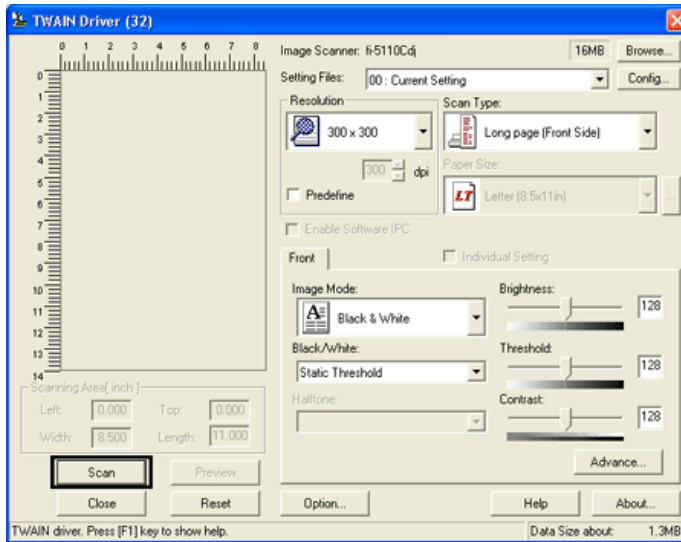 TWAIN Driver (32)
0 1 2 3 4 5 6 7 8
Image Scanner: fi-5110Cdj 16MB Browse...
Setting Files: 00 : Current Setting Config...
Resolution Scan Type:
300 x 300 Long page (Front Side)
300 dpi Paper Size:
Predefine LT Letter (8.5x11in) ...
Enable Software IPC
Front Individual Setting
Image Mode: Brightness:
A Black & White 128
Black/White: Threshold:
Static Threshold 128
Halftone: Contrast:
128
Advance...
0
1
2
3
4
5
6
7
8
9
10
11
12
13
14
Scanning Area[ inch ]
Left: 0.000 Top: 0.000
Width: 8.500 Length: 11.000
Scan Preview
Close Reset Option... Help About...
TWAIN driver. Press [F1] key to show help. Data Size about: 1.3MB